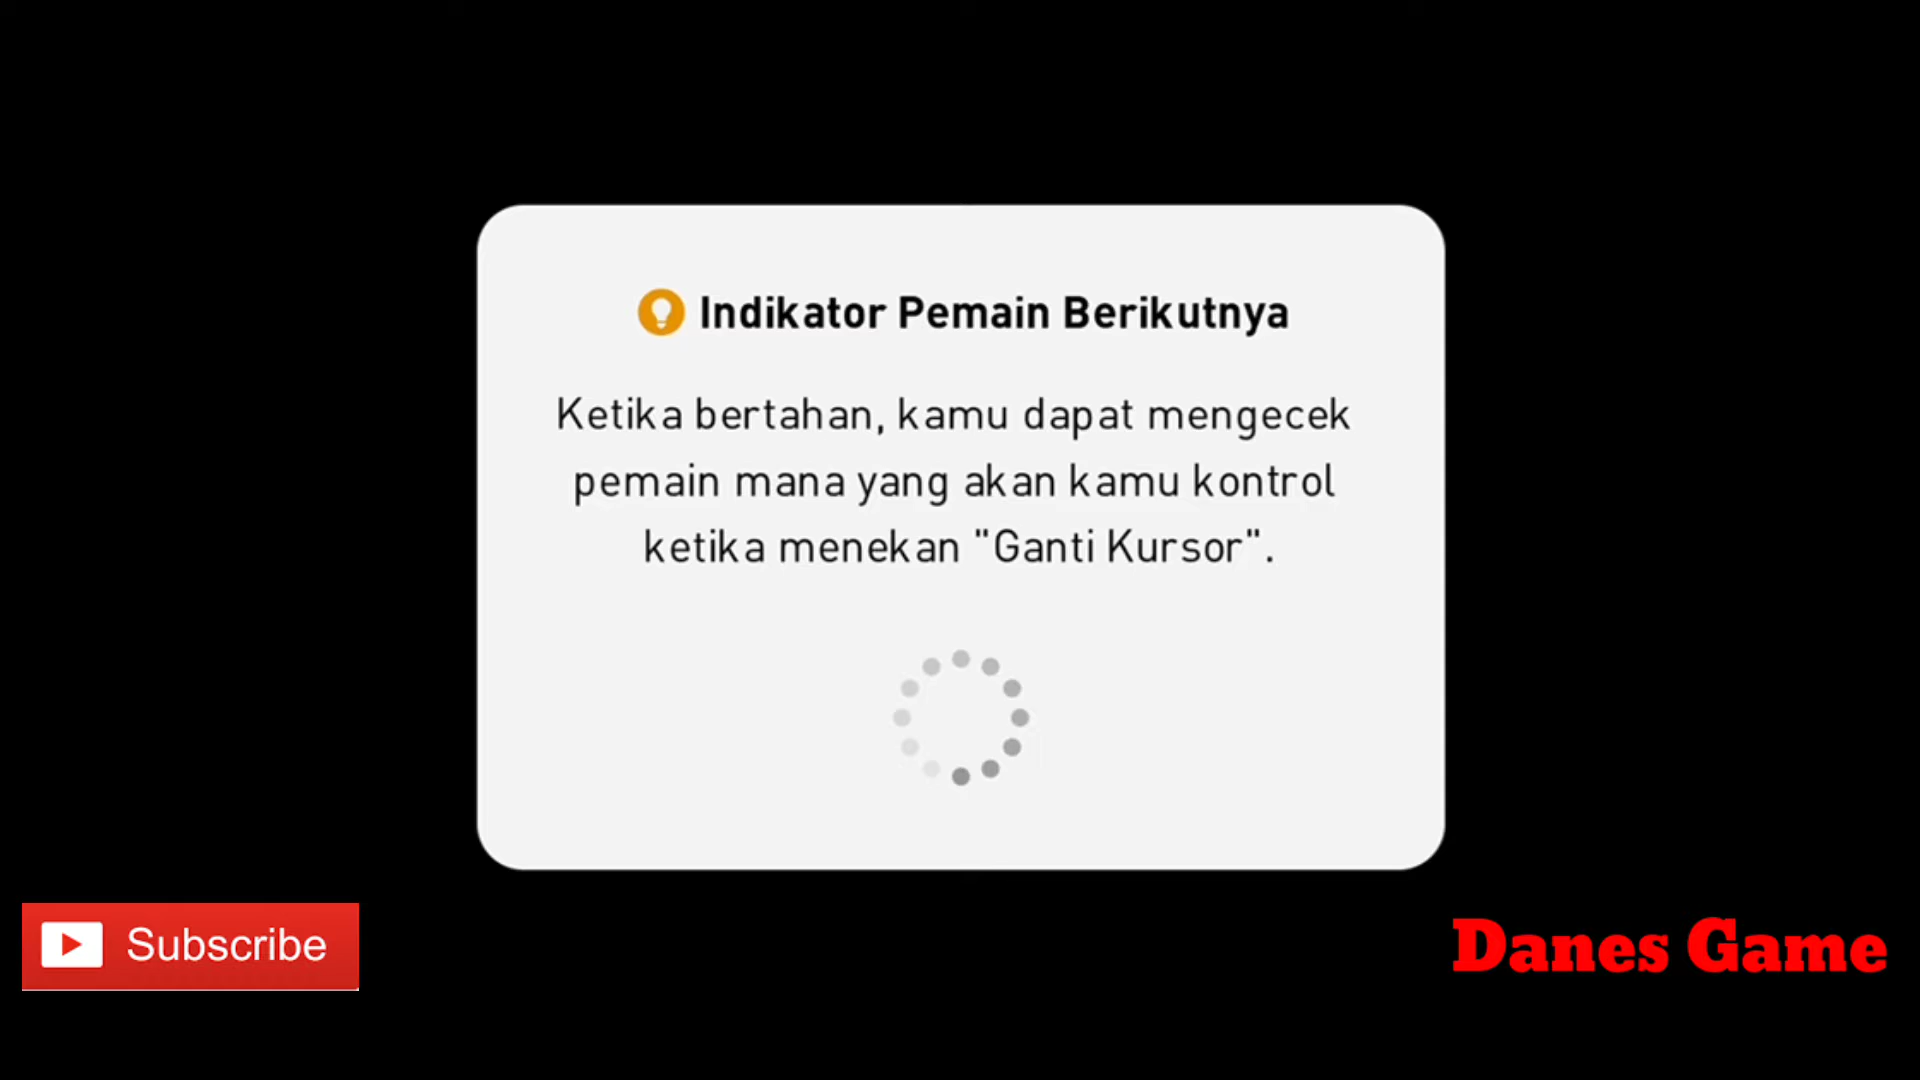 Indikator Pemain Berikutnya
Ketika bertahan, kamu dapat mengecek
pemain mana yang akan kamu kontrol
ketika menekan "Ganti Kursor".
Subscribe
Danes Game